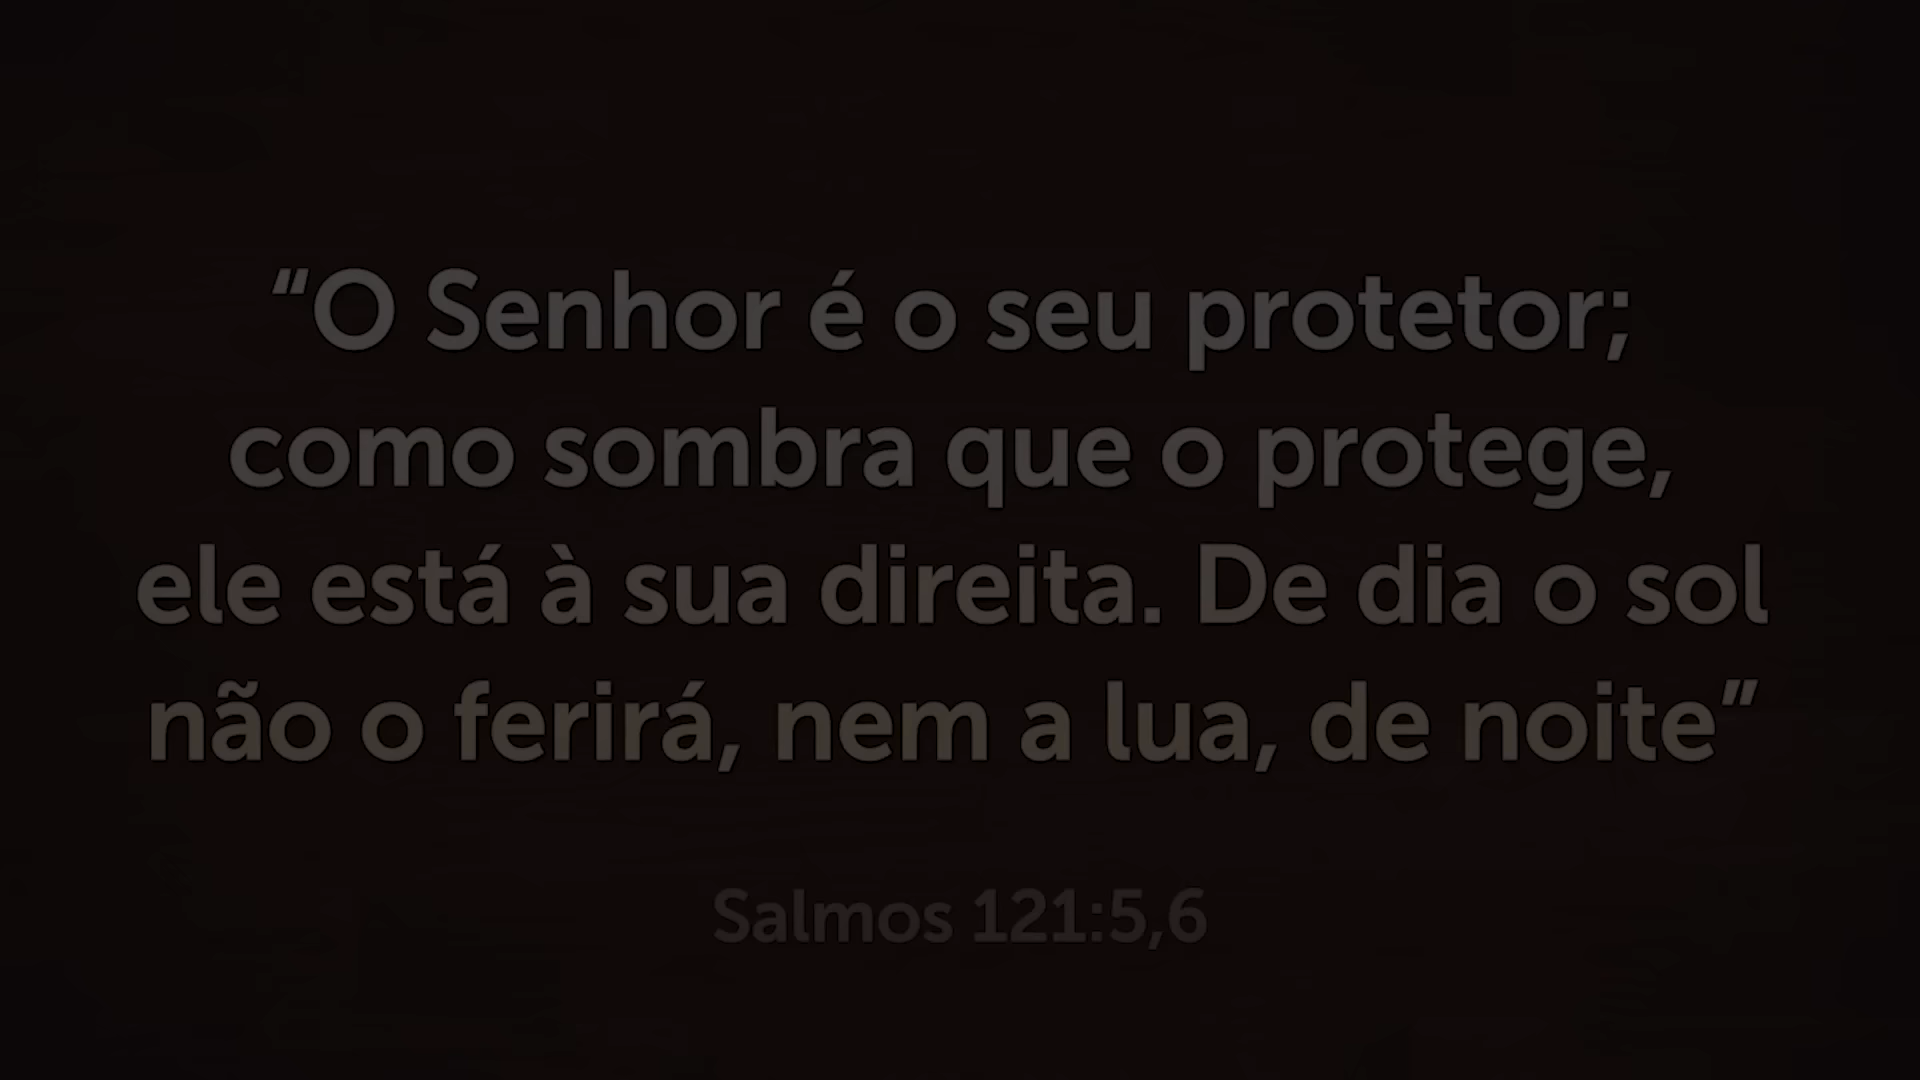 “O Senhor é o seu protetor;
como sombra que o protege,
ele está à sua direita. De dia o sol
não o ferirá, nem a lua, de noite”
Salmos 121:5,6